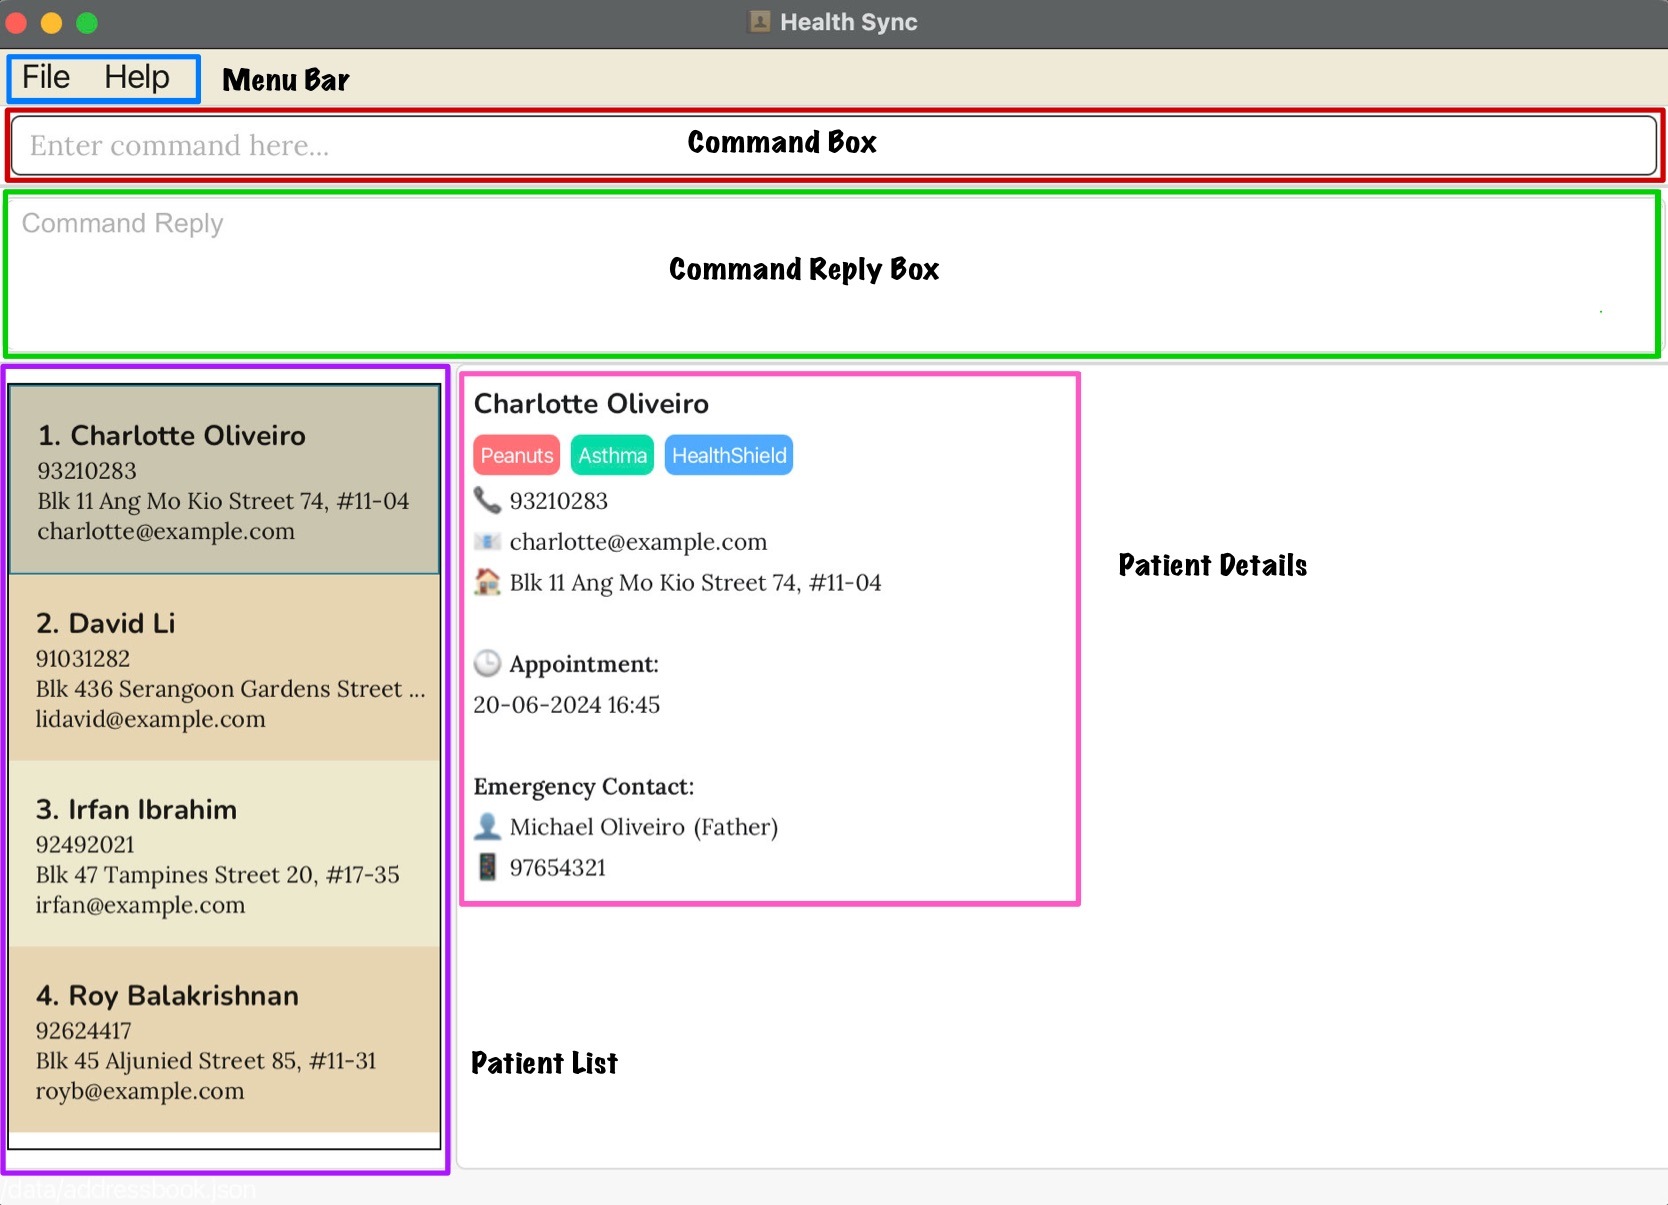 Health Sync
File Help Menu Bar
Enter command here...
Command Box
Command Reply
Command Reply Box
1. Charlotte Oliveiro
93210283
Blk 11 Ang Mo Kio Street 74, #11-04
charlotte@example.com
2. David Li
91031282
Blk 436 Serangoon Gardens Street ...
lidavid@example.com
3. Irfan Ibrahim
92492021
Blk 47 Tampines Street 20, #17-35
irfan@example.com
4. Roy Balakrishnan
92624417
Blk 45 Aljunied Street 85, #11-31
royb@example.com
Charlotte Oliveiro
Peanuts Asthma HealthShield
93210283
charlotte@example.com
Blk 11 Ang Mo Kio Street 74, #11-04
Appointment:
20-06-2024 16:45
Emergency Contact:
Michael Oliveiro (Father)
97654321
Patient Details
Patient List
/data/addressbook.json